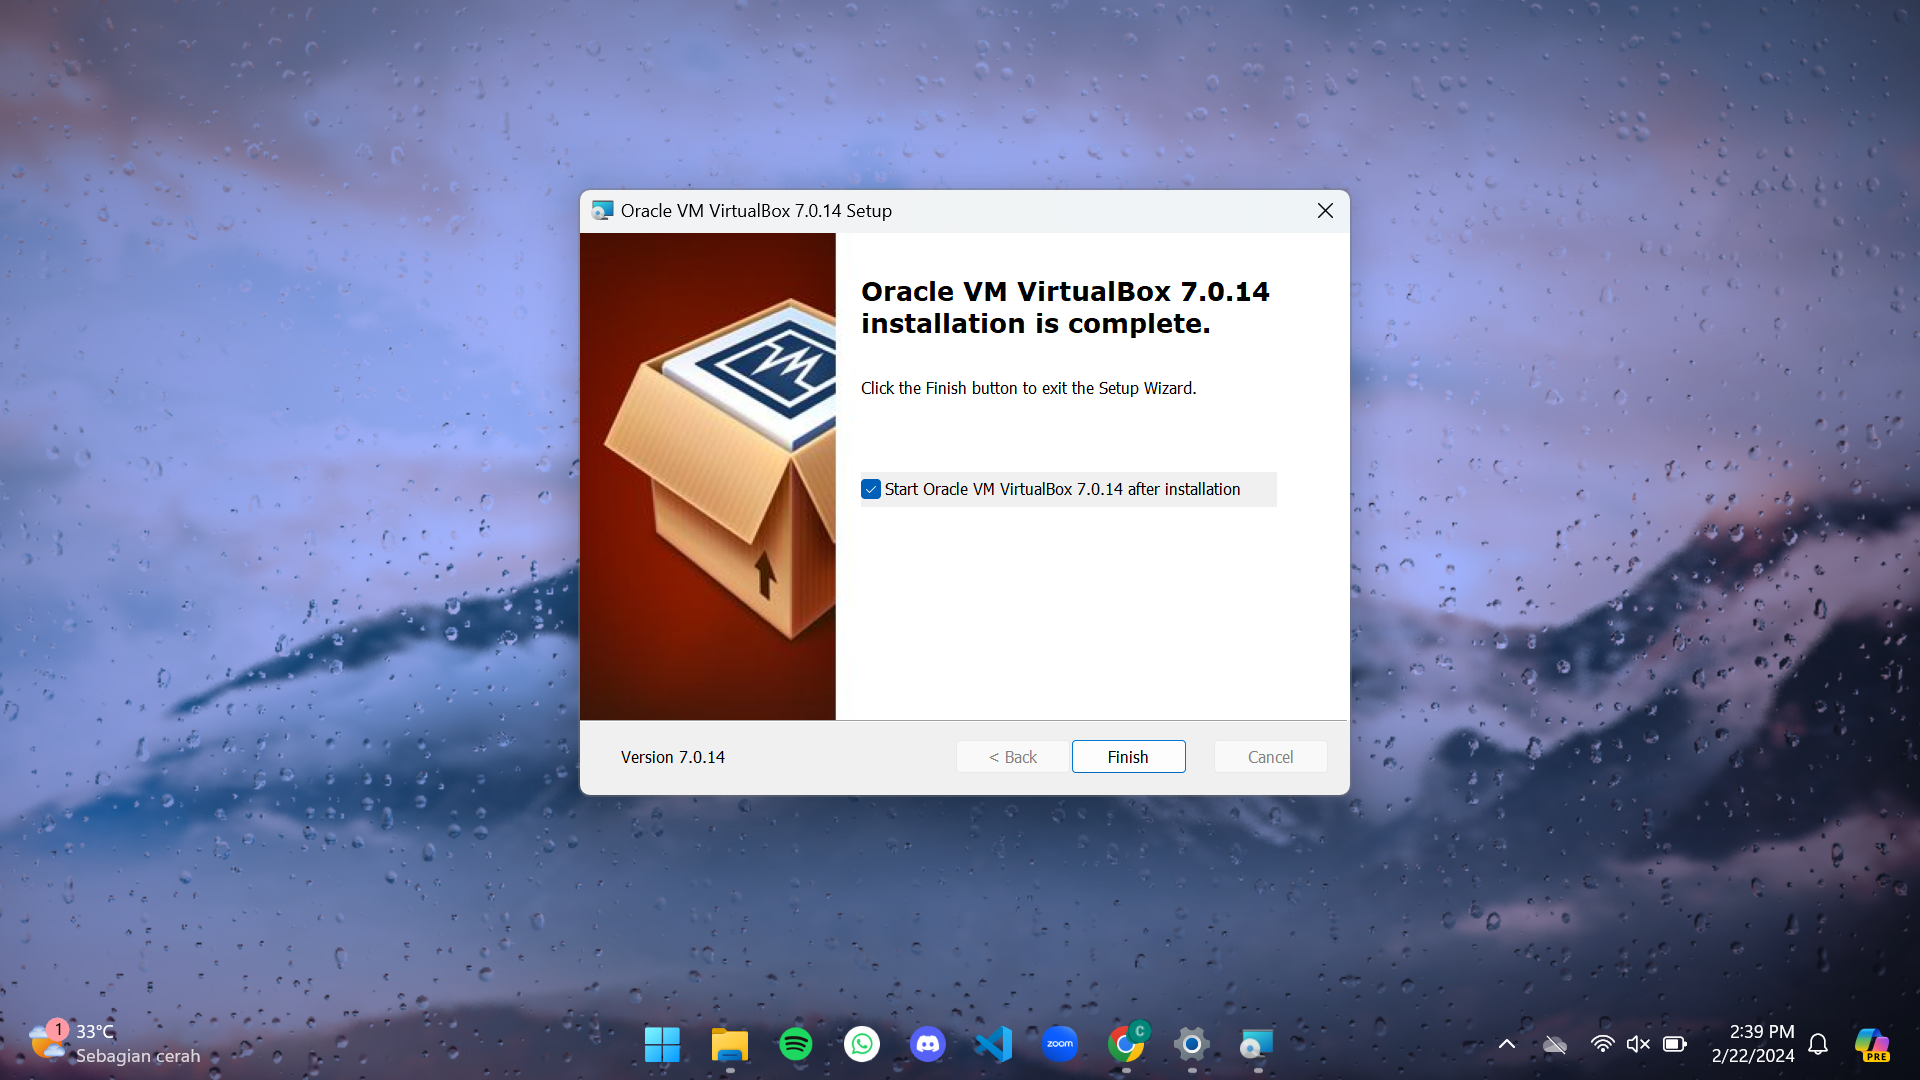 Oracle VM VirtualBox 7.0.14 Setup
Oracle VM VirtualBox 7.0.14
installation is complete.
Click the Finish button to exit the Setup Wizard.
Start Oracle VM VirtualBox 7.0.14 after installation
Version 7.0.14
< Back
Finish
Cancel
1
33°C
Sebagian cerah
zoom
C
2:39 PM
2/22/2024
PRE